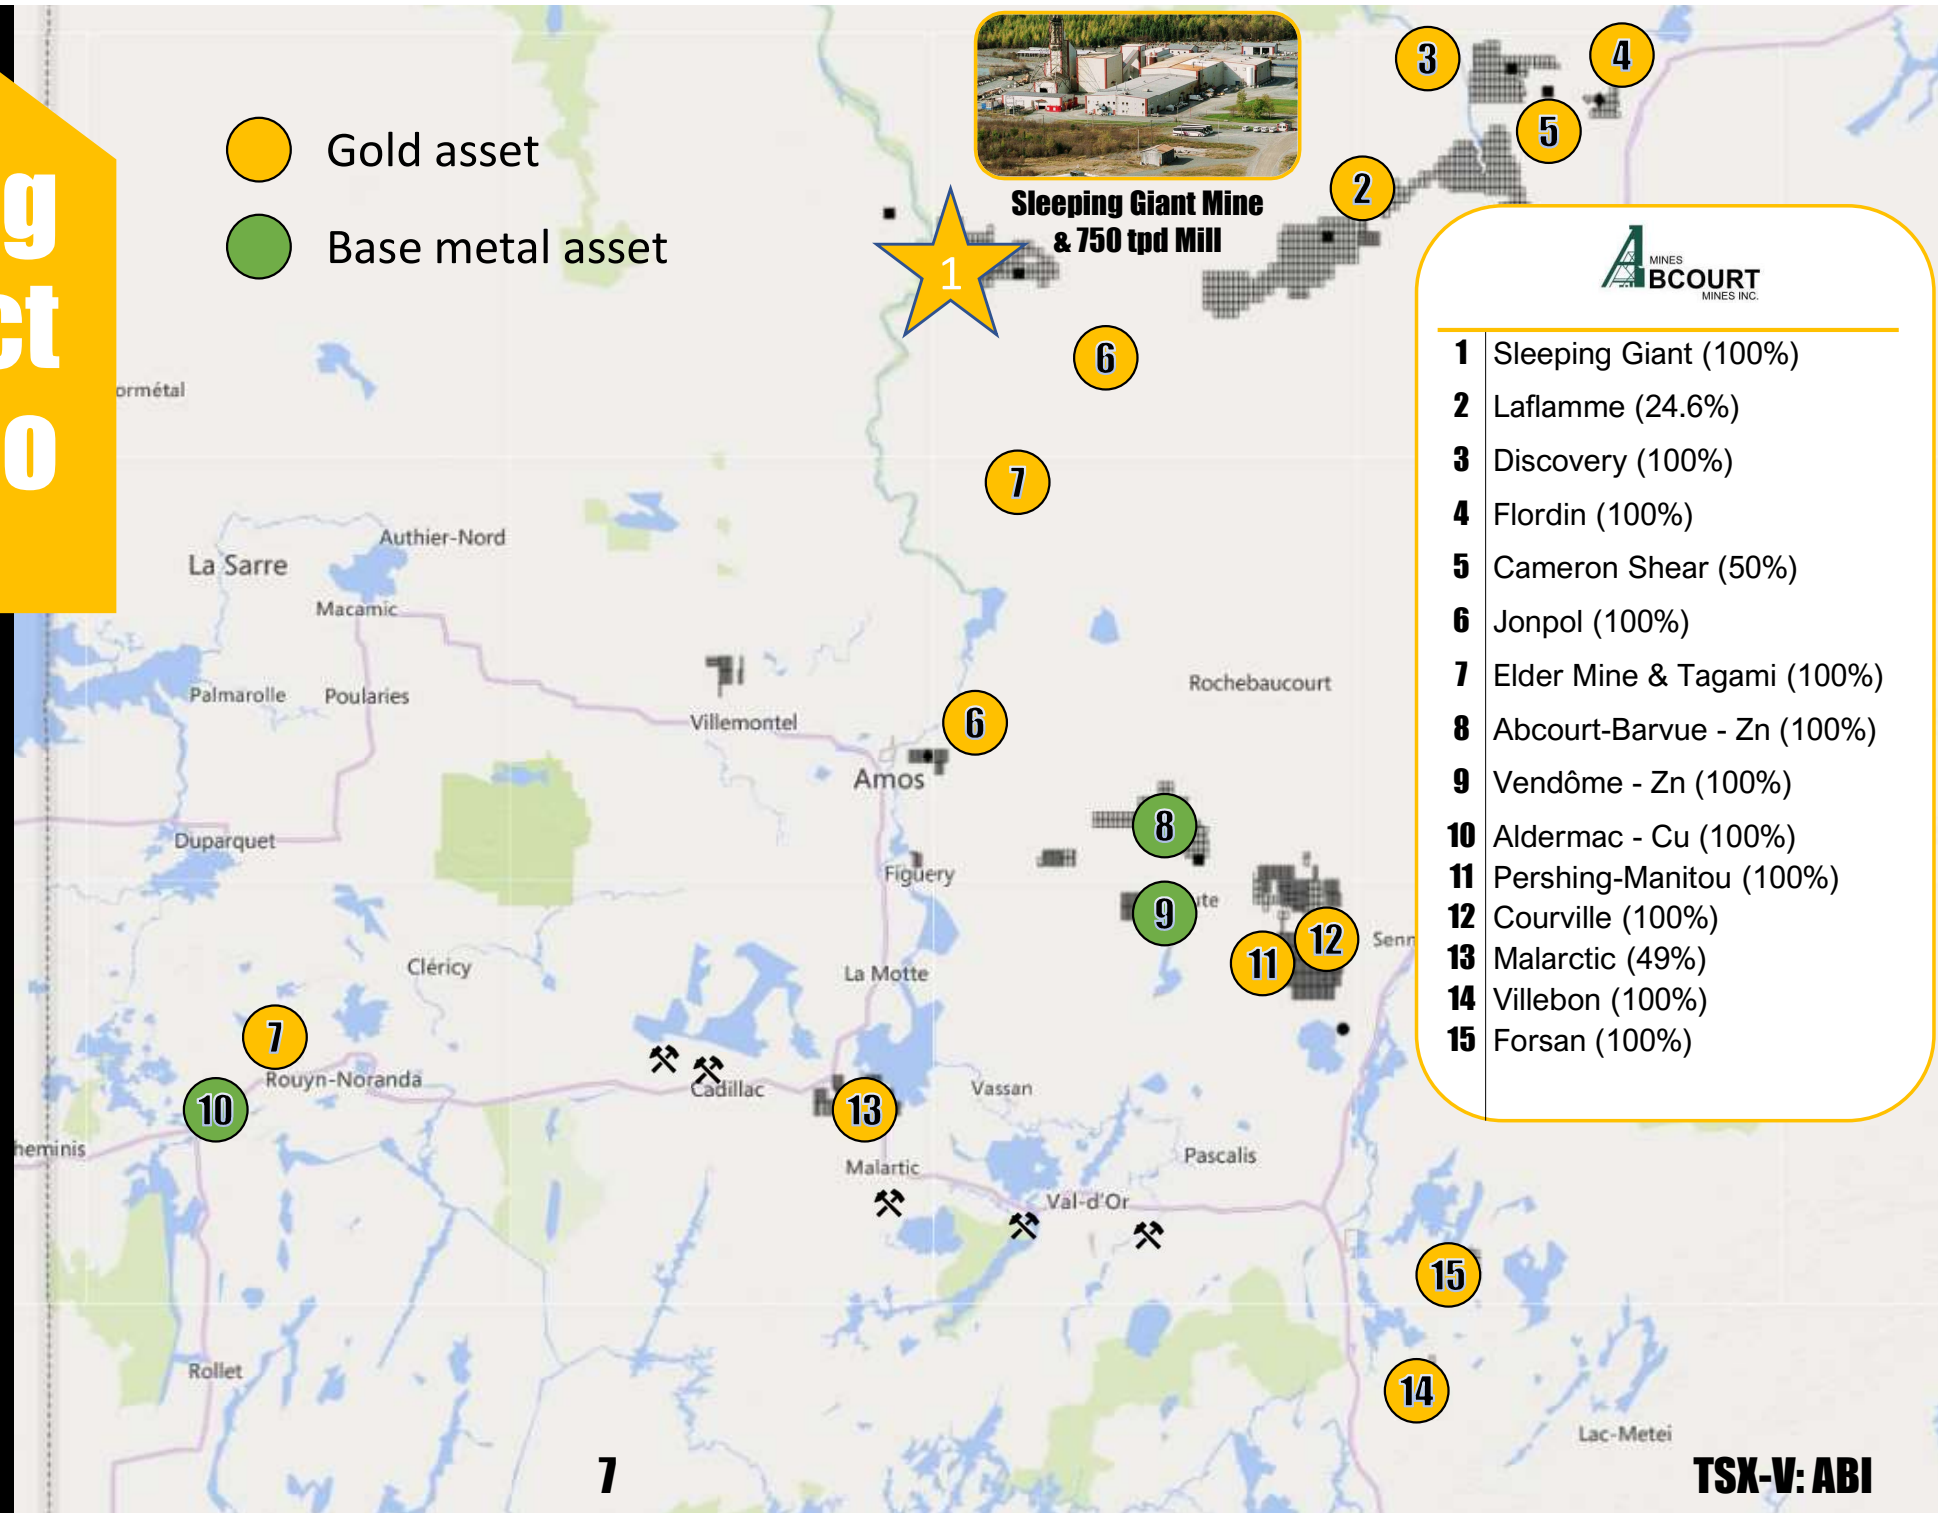 g
ct
o
Gold asset
Base metal asset
Sleeping Giant Mine
& 750 tpd Mill
1
2
3
4
5
6
7
6
7
8
9
10
11
12
13
14
15
MINES
ABCOURT
MINES INC.
1 Sleeping Giant (100%)
2 Laflamme (24.6%)
3 Discovery (100%)
4 Flordin (100%)
5 Cameron Shear (50%)
6 Jonpol (100%)
7 Elder Mine & Tagami (100%)
8 Abcourt-Barvue - Zn (100%)
9 Vendôme - Zn (100%)
10 Aldermac - Cu (100%)
11 Pershing-Manitou (100%)
12 Courville (100%)
13 Malarctic (49%)
14 Villebon (100%)
15 Forsan (100%)
ormétal
Authier-Nord
La Sarre
Macamic
Palmarolle
Poularies
Villemontel
Rochebaucourt
Amos
Duparquet
Figuery
ute
Senn
Cléricy
La Motte
Rouyn-Noranda
Cadillac
Vassan
heminis
Malartic
Pascalis
Val-d'Or
Rollet
Lac-Metei
7
TSX-V: ABI